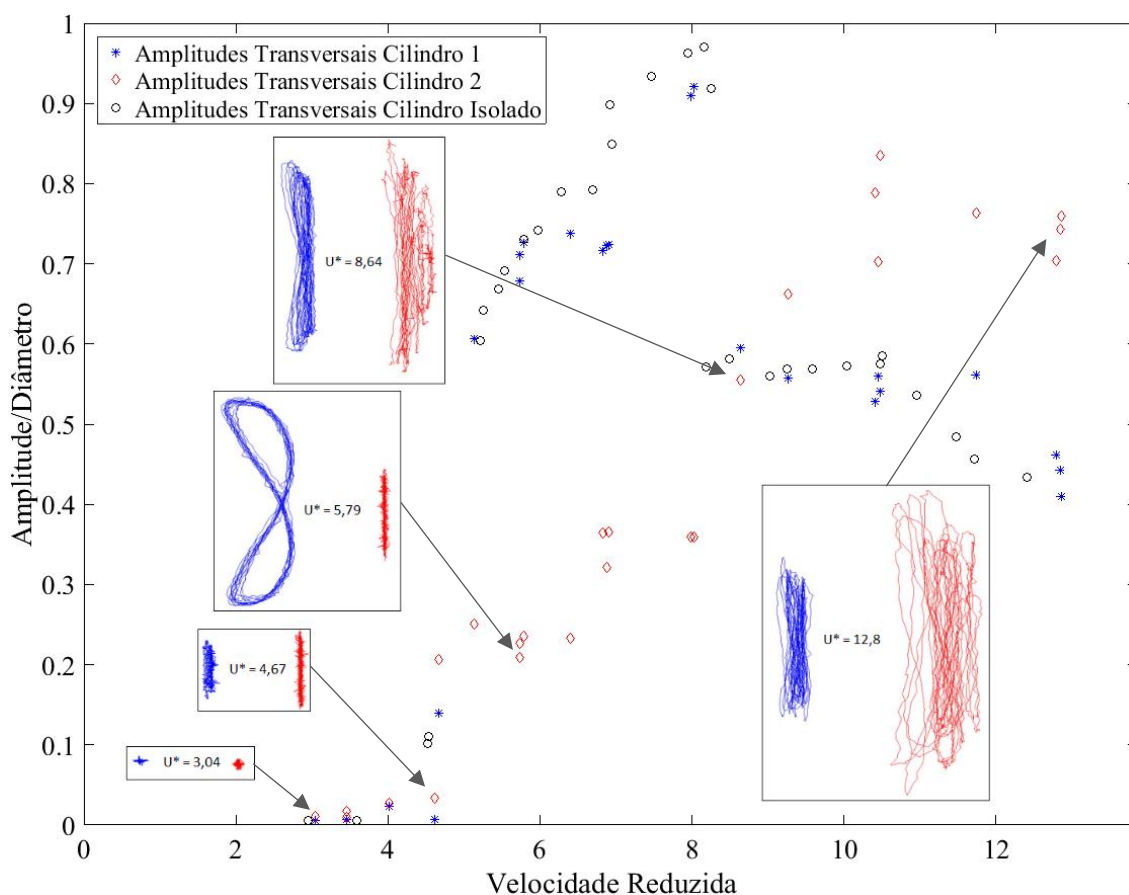 Amplitudes Transversais Cilindro 1
Amplitudes Transversais Cilindro 2
Amplitudes Transversais Cilindro Isolado
1
0.9
0.8
0.7
0.6
0.5
0.4
0.3
0.2
0.1
0
Amplitude/Diâmetro
U* = 8,64
U* = 5,79
U* = 4,67
U* = 3,04
U* = 12,8
0
2
4
6
8
10
12
Velocidade Reduzida